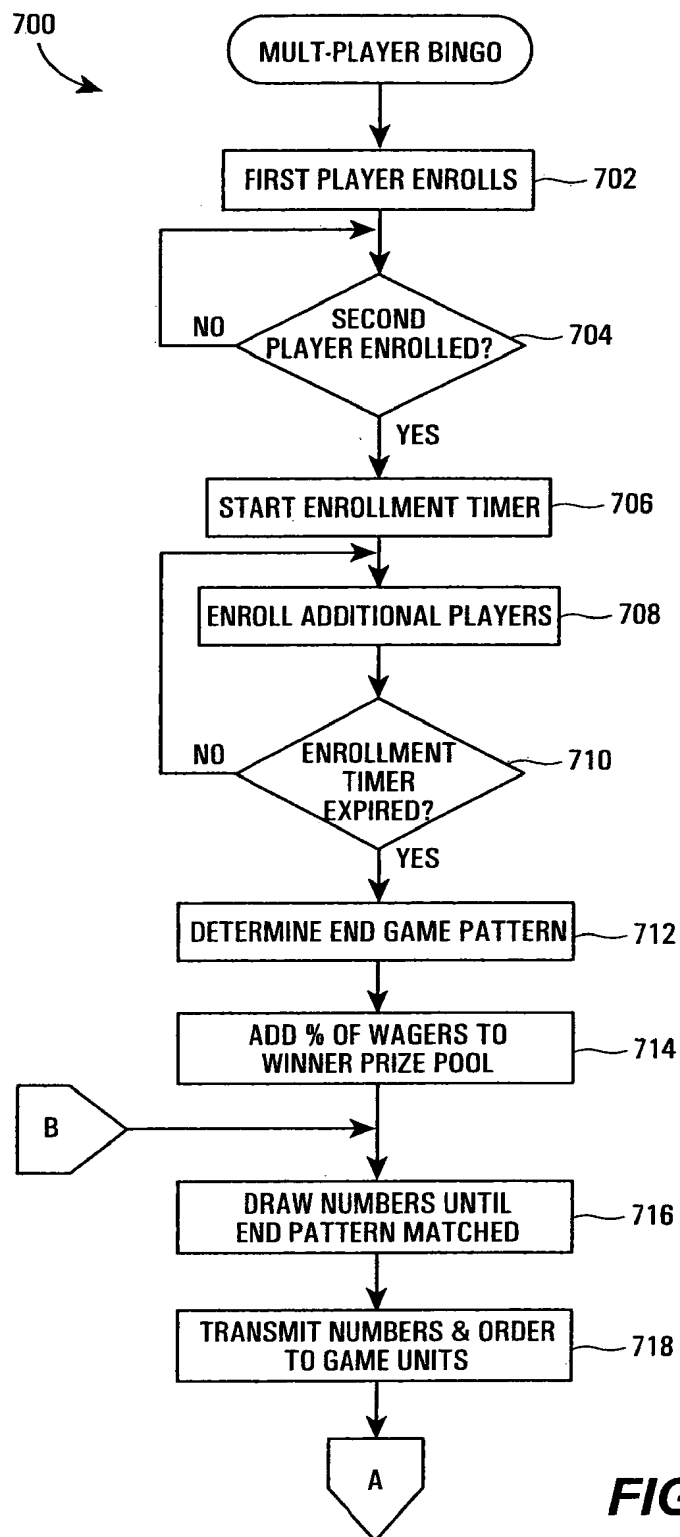 700
MULT-PLAYER BINGO
FIRST PLAYER ENROLLS
702
SECOND
PLAYER ENROLLED?
704
NO
YES
START ENROLLMENT TIMER
706
ENROLL ADDITIONAL PLAYERS
708
ENROLLMENT
TIMER
EXPIRED?
710
NO
YES
DETERMINE END GAME PATTERN
712
ADD % OF WAGERS TO
WINNER PRIZE POOL
714
B
DRAW NUMBERS UNTIL
END PATTERN MATCHED
716
TRANSMIT NUMBERS & ORDER
TO GAME UNITS
718
A
FIG